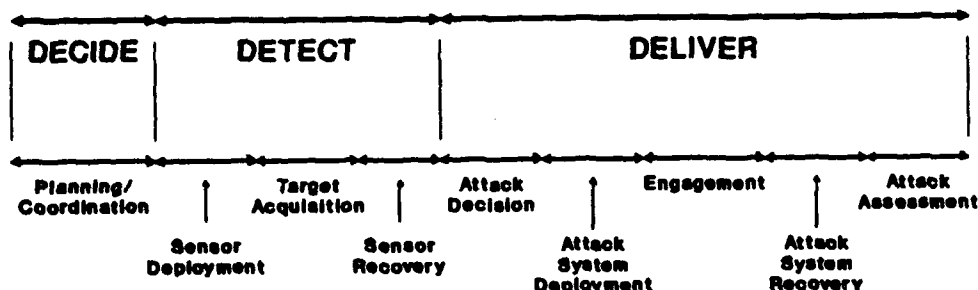 DECIDE DETECT DELIVER
Planning/ Target Attack Engagement Attack
Coordination Acquisition Decision Assessment
Sensor Sensor Attack Attack
Deployment Recovery System System
Deployment Recovery